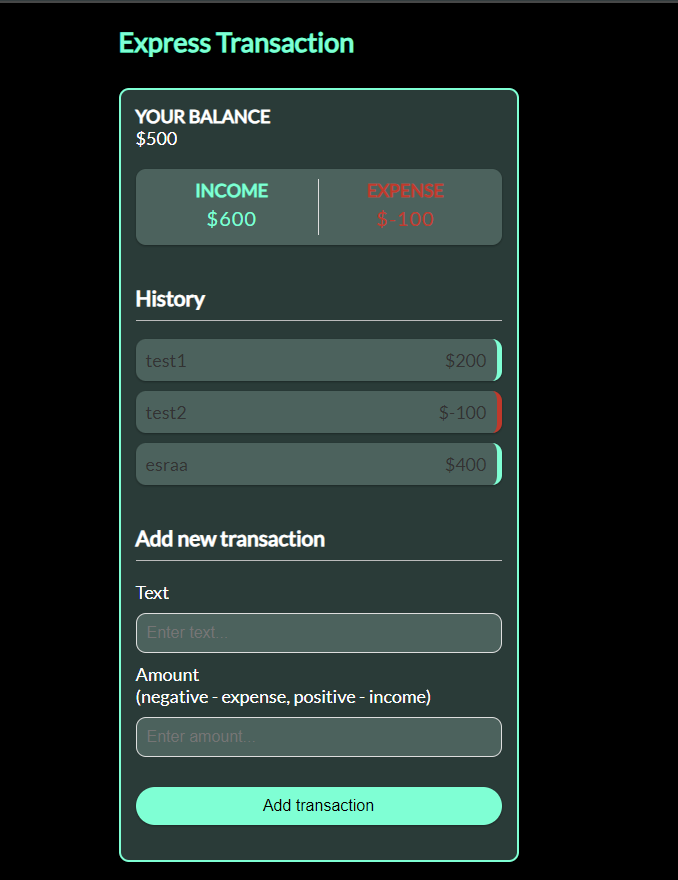 Express Transaction
YOUR BALANCE
$500
INCOME
EXPENSE
$600
$-100
History
test1 $200
test2 $-100
esraa $400
Add new transaction
Text
Enter text...
Amount
(negative - expense, positive - income)
Enter amount...
Add transaction